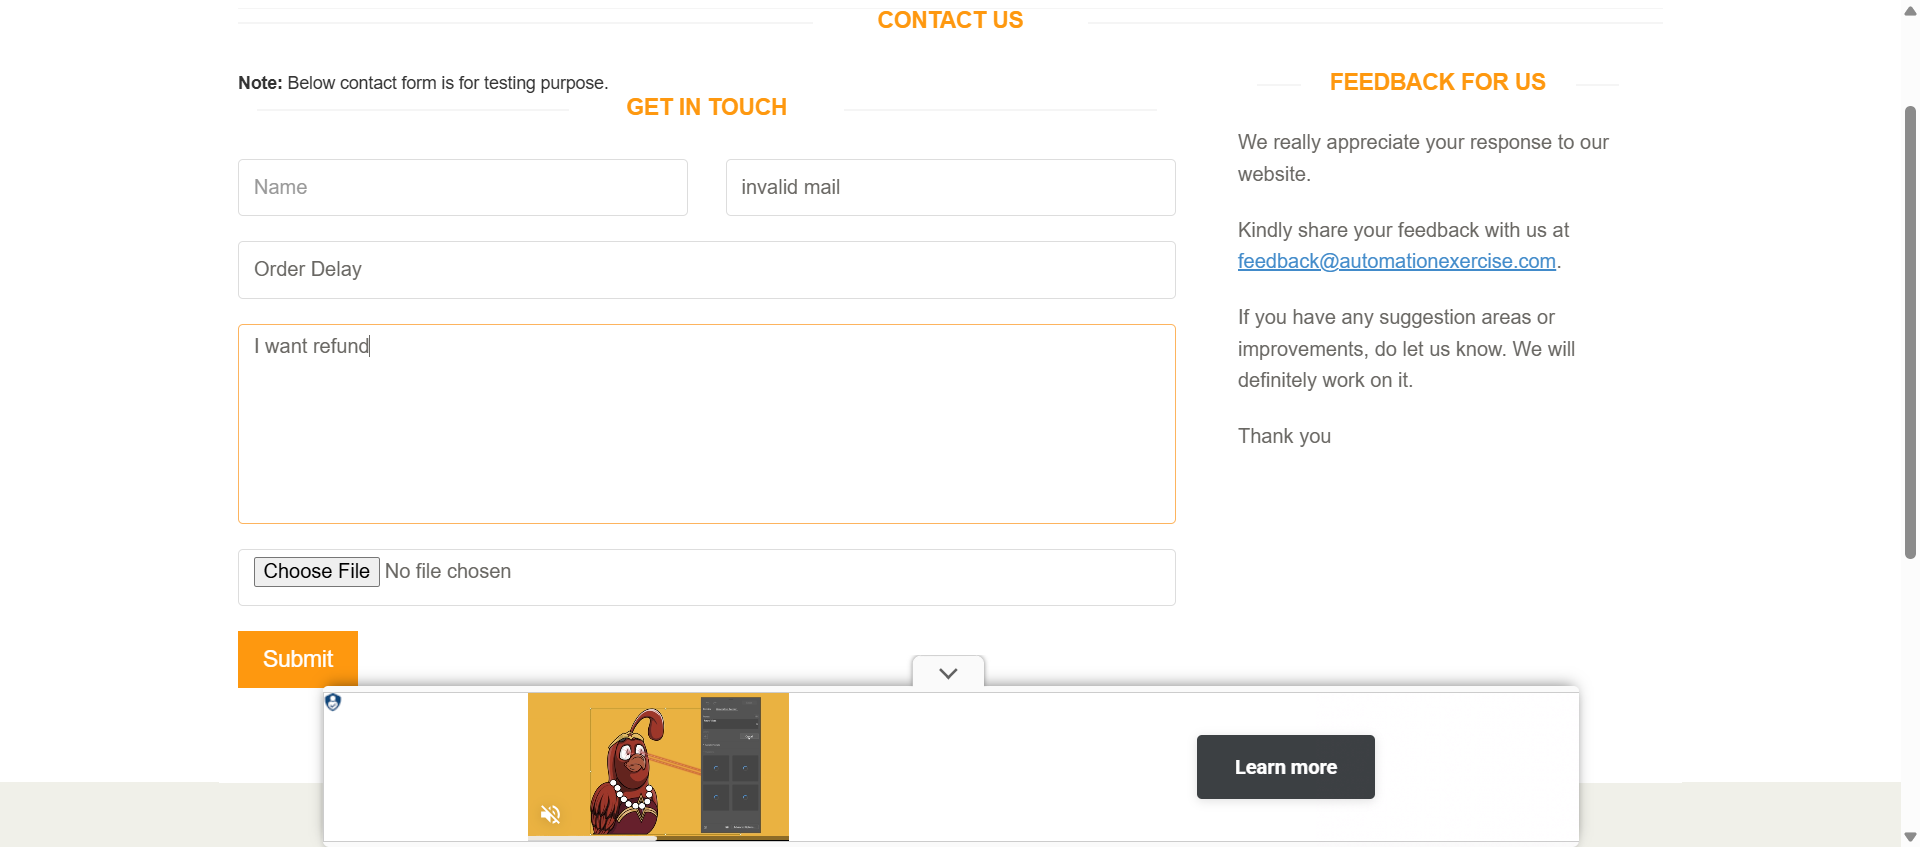 CONTACT US
Note: Below contact form is for testing purpose.
GET IN TOUCH
Name
invalid mail
Order Delay
I want refund
Choose File No file chosen
Submit
FEEDBACK FOR US
We really appreciate your response to our
website.
Kindly share your feedback with us at
feedback@automationexercise.com.
If you have any suggestion areas or
improvements, do let us know. We will
definitely work on it.
Thank you
Learn more